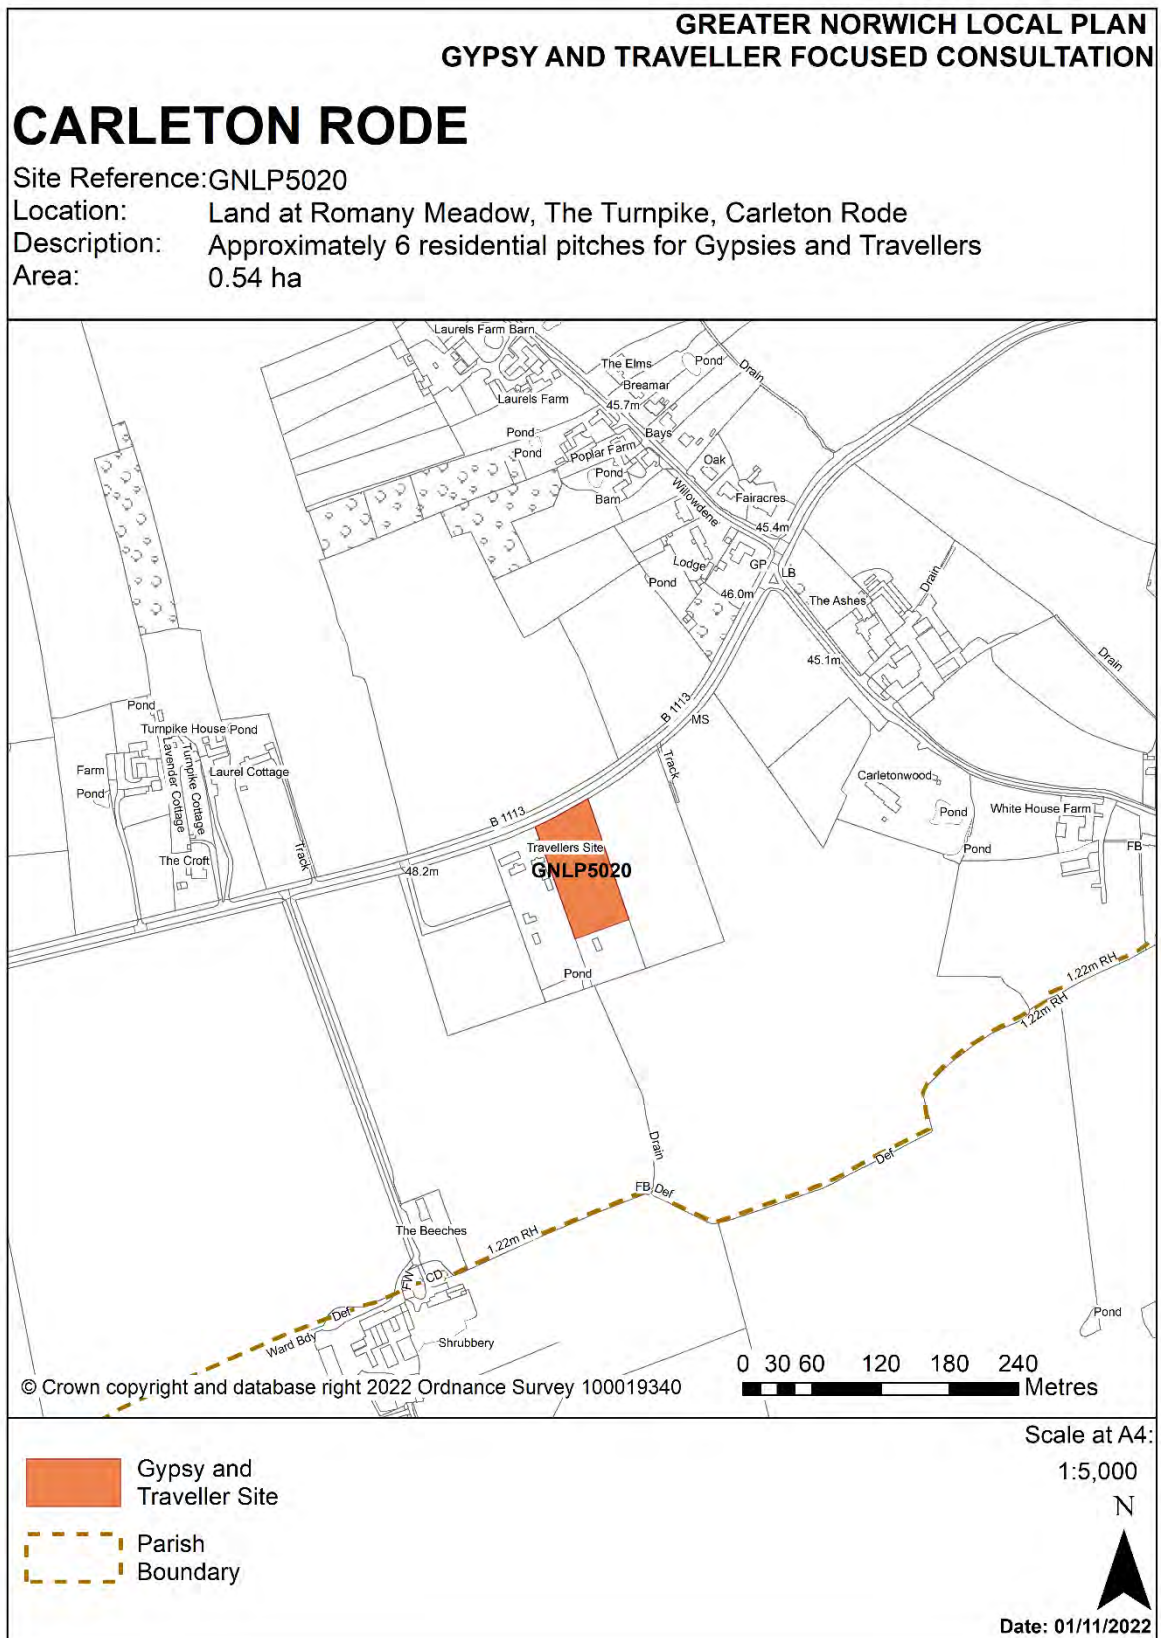 GREATER NORWICH LOCAL PLAN
GYPSY AND TRAVELLER FOCUSED CONSULTATION
CARLETON RODE
Site Reference: GNLP5020
Location: Land at Romany Meadow, The Turnpike, Carleton Rode
Description: Approximately 6 residential pitches for Gypsies and Travellers
Area: 0.54 ha
Laurels Farm Barn
The Elms
Pond
Drain
Breamar
Laurels Farm
45.7m
Pond
Bays
Pond
Poplar Farm
Oak
Pond
Willowdene
Barn
Fairacres
45.4m
Lodge
GP
LB
Drain
Pond
46.0m
The Ashes
45.1m
Drain
Pond
B 1113
MS
Turnpike House
Pond
Track
Farm
Lavender Cottage
Turnpike Cottage
Laurel Cottage
Pond
Carletonwood
Pond
White House Farm
B 1113
Travellers Site
The Croft
Track
48.2m
GNLP5020
Pond
FB
Pond
1.22m RH
1.22m RH
Drain
Def
FB
Def
The Beeches
1.22m RH
FW
CD
Def
Ward Bdy
Shrubbery
Pond
0 30 60 120 180 240
Metres
© Crown copyright and database right 2022 Ordnance Survey 100019340
Scale at A4:
1:5,000
Gypsy and
Traveller Site
N
Parish
Boundary
Date: 01/11/2022